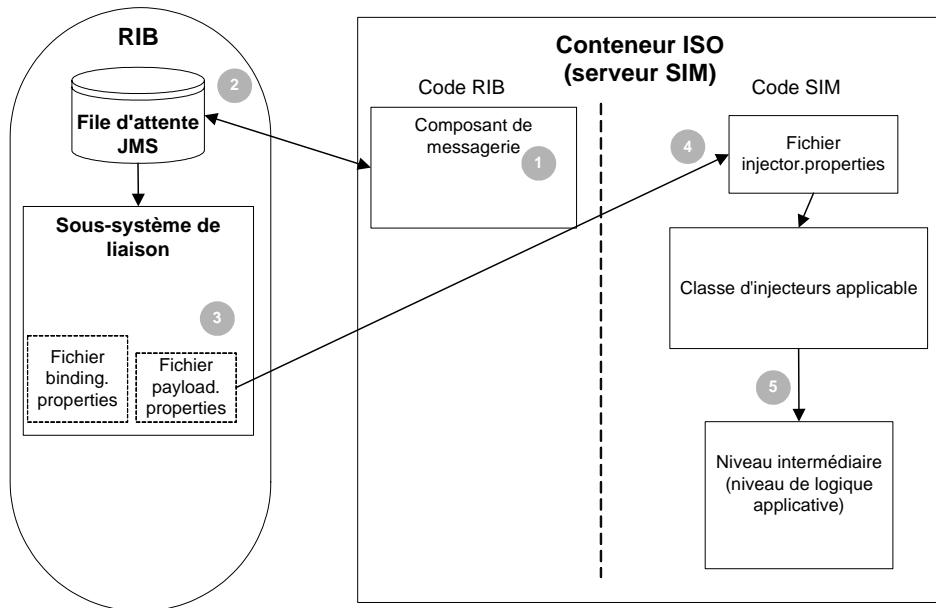 RIB
2
File d'attente
JMS
Sous-système de
liaison
3
Fichier
binding.
properties
Fichier
payload.
properties
Conteneur ISO
(serveur SIM)
Code RIB
Composant de
messagerie
1
Code SIM
4
Fichier
injector.properties
Classe d'injecteurs applicable
5
Niveau intermédiaire
(niveau de logique
applicative)